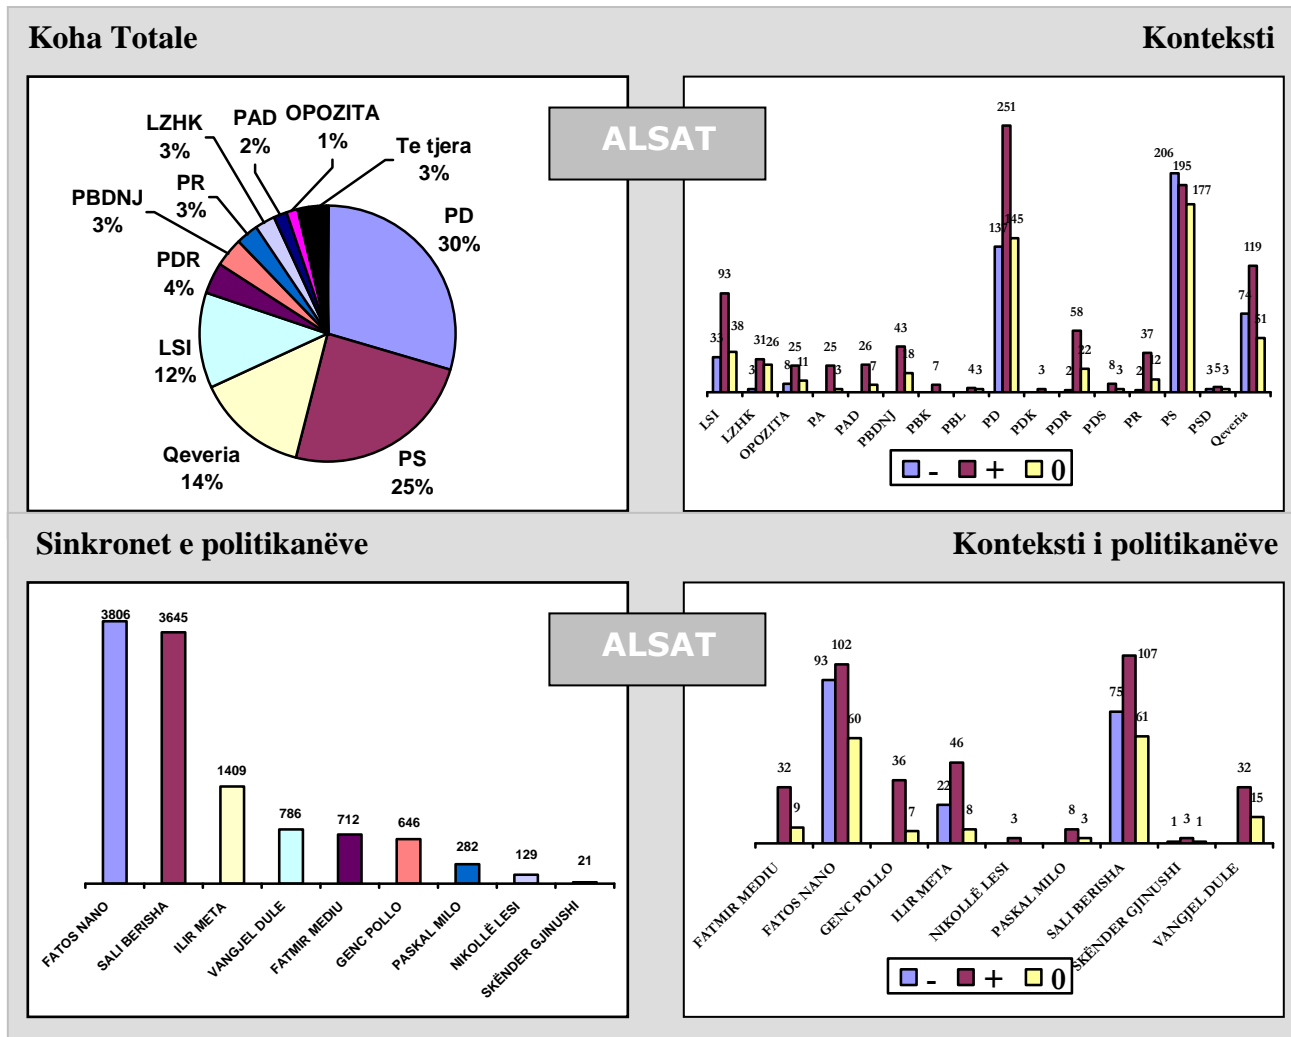 Koha Totale
Konteksti
ALSAT
OPOZITA
1%
PAD
2%
LZHK
3%
Te tjera
3%
PR
3%
PBDNJ
3%
PD
30%
PDR
4%
LSI
12%
Qeveria
14%
PS
25%
33 93 38
3 31 26
8 25 11
25 3
26 7
43 18
7
4 3
137 251 145
3
2 58 22
8 3
2 37 12
206 195 177
3 5 3
74 119 51
LSI LZHK OPOZITA PA PAD PBDNJ PBK PBL PD PDK PDR PDS PR PS PSD Qeveria
- + 0
Sinkronet e politikanëve
Konteksti i politikanëve
ALSAT
3806 3645 1409 786 712 646 282 129 21
FATOS NANO
SALI BERISHA
ILIR META
VANGJEL DULE
FATMIR MEDIU
GENC POLLO
PASKAL MILO
NIKOLLË LESI
SKËNDER GJINUSHI
32 9
93 102 60
36 7
22 46 8
3
8 3
75 107 61
1 3 1
32 15
FATMIR MEDIU
FATOS NANO
GENC POLLO
ILIR META
NIKOLLË LESI
PASKAL MILO
SALI BERISHA
SKËNDER GJINUSHI
VANGJEL DULE
- + 0